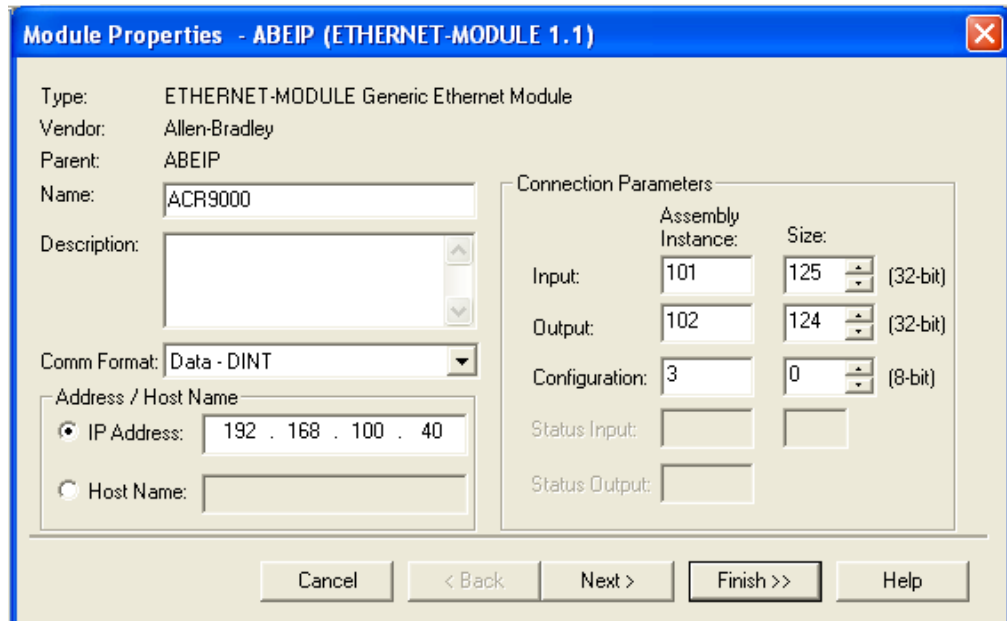 Module Properties - ABEIP (ETHERNET-MODULE 1.1)
Type: ETHERNET-MODULE Generic Ethernet Module
Vendor: Allen-Bradley
Parent: ABEIP
Name: ACR9000
Description:
Comm Format: Data - DINT
Address / Host Name
IP Address: 192 . 168 . 100 . 40
Host Name:
Connection Parameters
Assembly Instance: Size:
Input: 101 125 (32-bit)
Output: 102 124 (32-bit)
Configuration: 3 0 (8-bit)
Status Input:
Status Output:
Cancel < Back Next > Finish >> Help